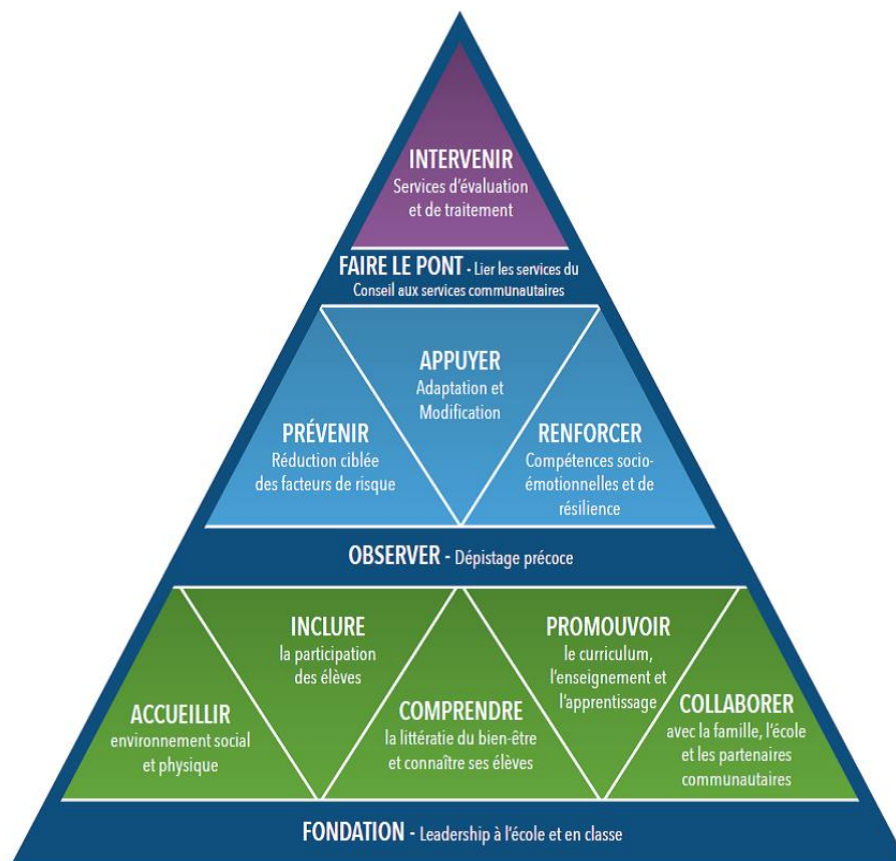 INTERVENIR
Services d'évaluation
et de traitement
FAIRE LE PONT - Lier les services du
Conseil aux services communautaires
APPUYER
Adaptation et
Modification
PRÉVENIR
Réduction ciblée
des facteurs de risque
RENFORCER
Compétences socio-
émotionnelles et de
résilience
OBSERVER - Dépistage précoce
INCLURE
la participation
des élèves
PROMOUVOIR
le curriculum,
l'enseignement et
l'apprentissage
ACCUEILLIR
environnement social
et physique
COMPRENDRE
la littératie du bien-être
et connaître ses élèves
COLLABORER
avec la famille, l'école
et les partenaires
communautaires
FONDATION - Leadership à l'école et en classe